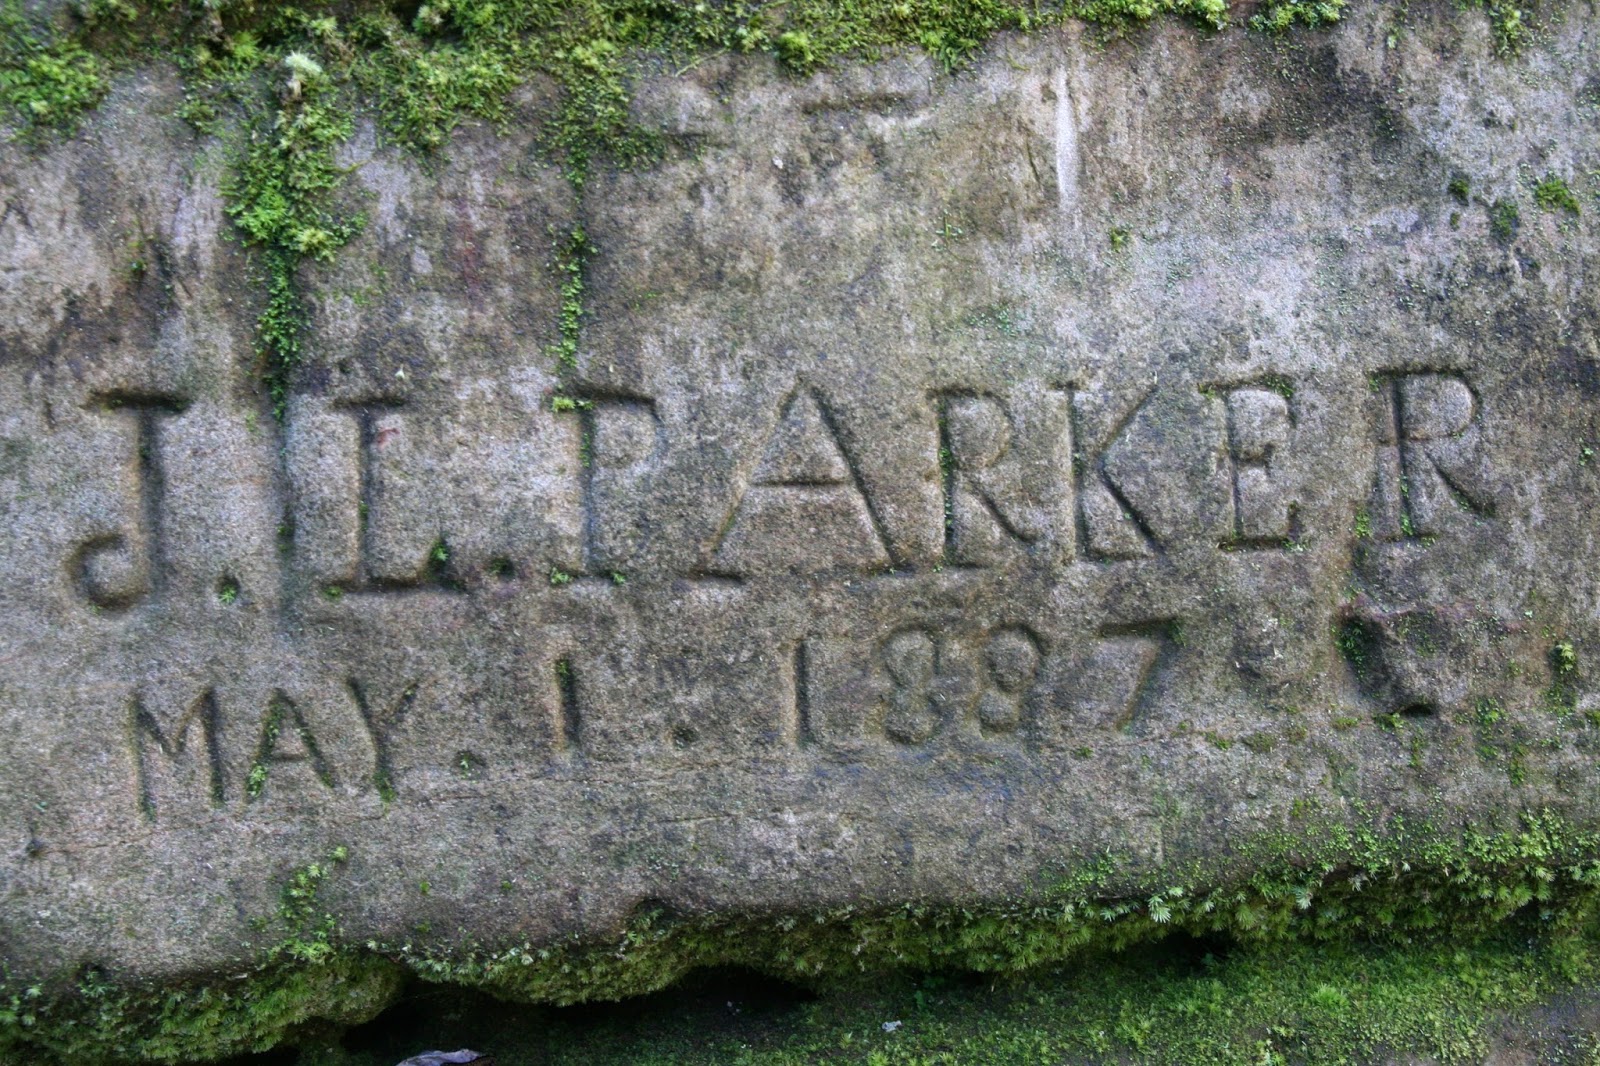 J. L. PARKER
MAY. 1. 1887